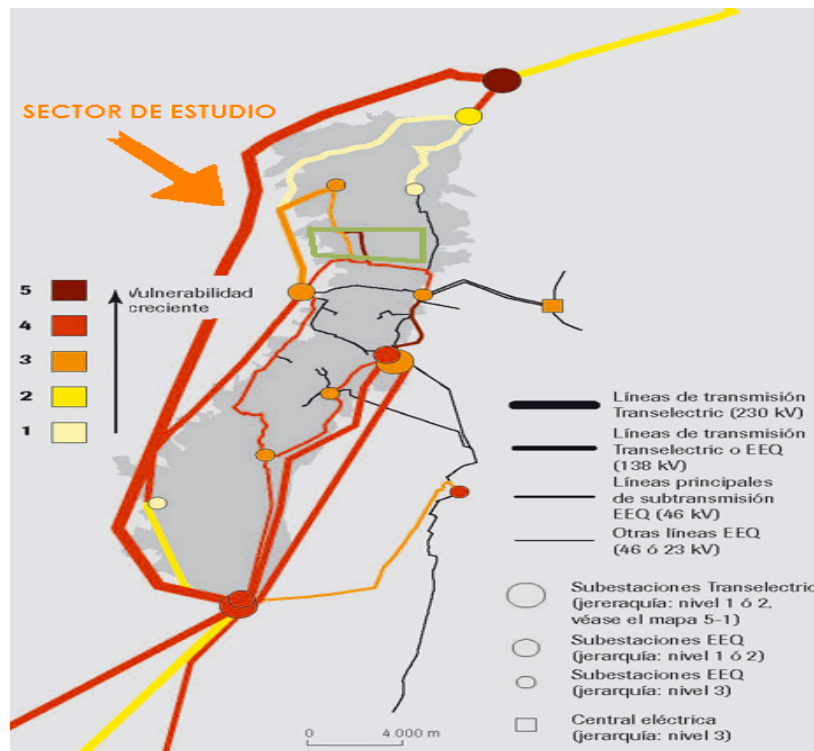 SECTOR DE ESTUDIO
5
4
3
2
1
Vulnerabilidad
creciente
Líneas de transmisión
Transelectric (230 kV)
Líneas de transmisión
Transelectric o EEQ
(138 kV)
Líneas principales
de subtransmisión
EEQ (46 kV)
Otras líneas EEQ
(46 ó 23 kV)
Subestaciones Transelectric
(jereraquía: nivel 1 ó 2,
véase el mapa 5-1)
Subestaciones EEQ
(jerarquía: nivel 1 ó 2)
Subestaciones EEQ
(jerarquía: nivel 3)
Central eléctrica
(jerarquía: nivel 3)
0 4.000 m